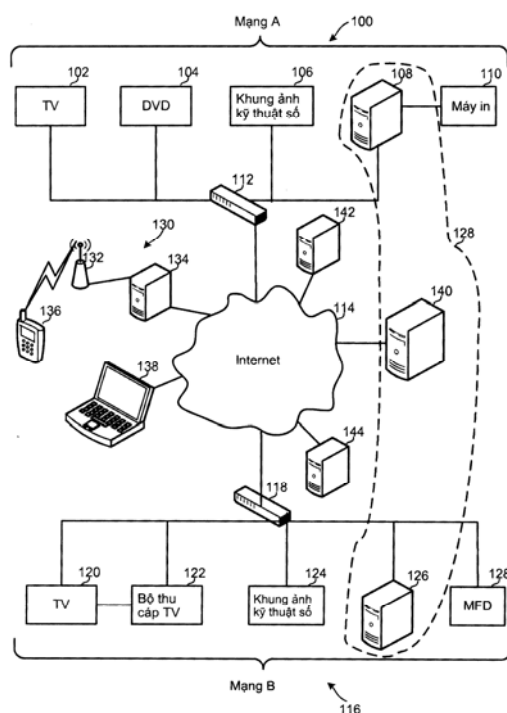 Mạng A
100
102
104
106
108
110
TV
DVD
Khung ảnh
kỹ thuật số
Máy in
112
142
130
132
134
128
136
114
140
138
Internet
144
118
120
122
124
126
128
TV
Bộ thu
cáp TV
Khung ảnh
kỹ thuật số
MFD
Mạng B
116